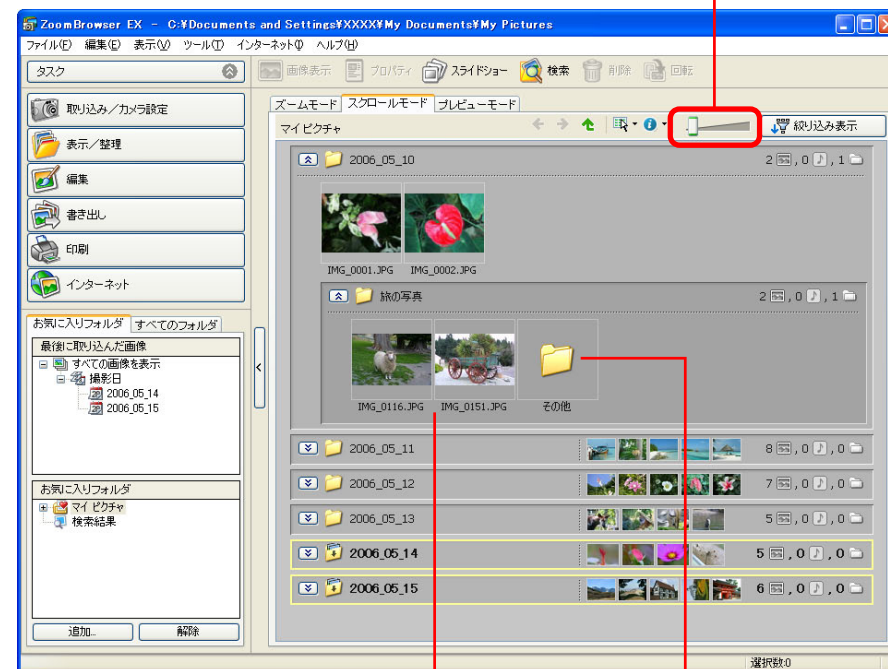 ZoomBrowser EX - C:¥Documents and Settings¥XXXX¥My Documents¥My Pictures
ファイル(F) 編集(E) 表示(V) ツール(T) インターネット(I) ヘルプ(H)
タスク
画像表示 プロパティ スライドショー 検索 削除 回転
取り込み／カメラ設定
表示／整理
編集
書き出し
印刷
インターネット
お気に入りフォルダ すべてのフォルダ
最後に取り込んだ画像
すべての画像を表示
撮影日
2006_05_14
2006_05_15
お気に入りフォルダ
マイ ピクチャ
検索結果
追加... 解除
ズームモード スクロールモード プレビューモード
マイ ピクチャ
絞り込み表示
2006_05_10 2 , 0 , 1
IMG_0001.JPG IMG_0002.JPG
旅の写真 2 , 0 , 1
IMG_0116.JPG IMG_0151.JPG その他
2006_05_11 8 , 0 , 0
2006_05_12 7 , 0 , 0
2006_05_13 5 , 0 , 0
2006_05_14 5 , 0 , 0
2006_05_15 6 , 0 , 0
選択数:0